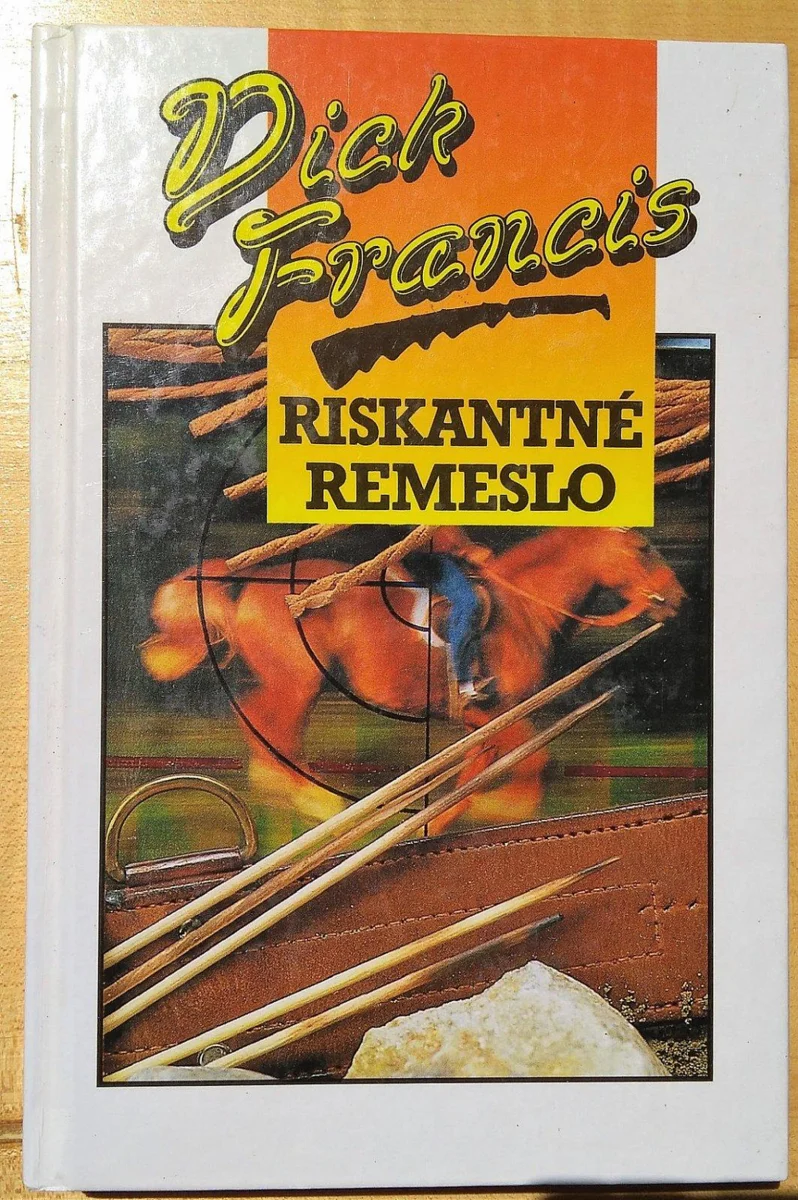 Dick
Francis
RISKANTNÉ
REMESLO